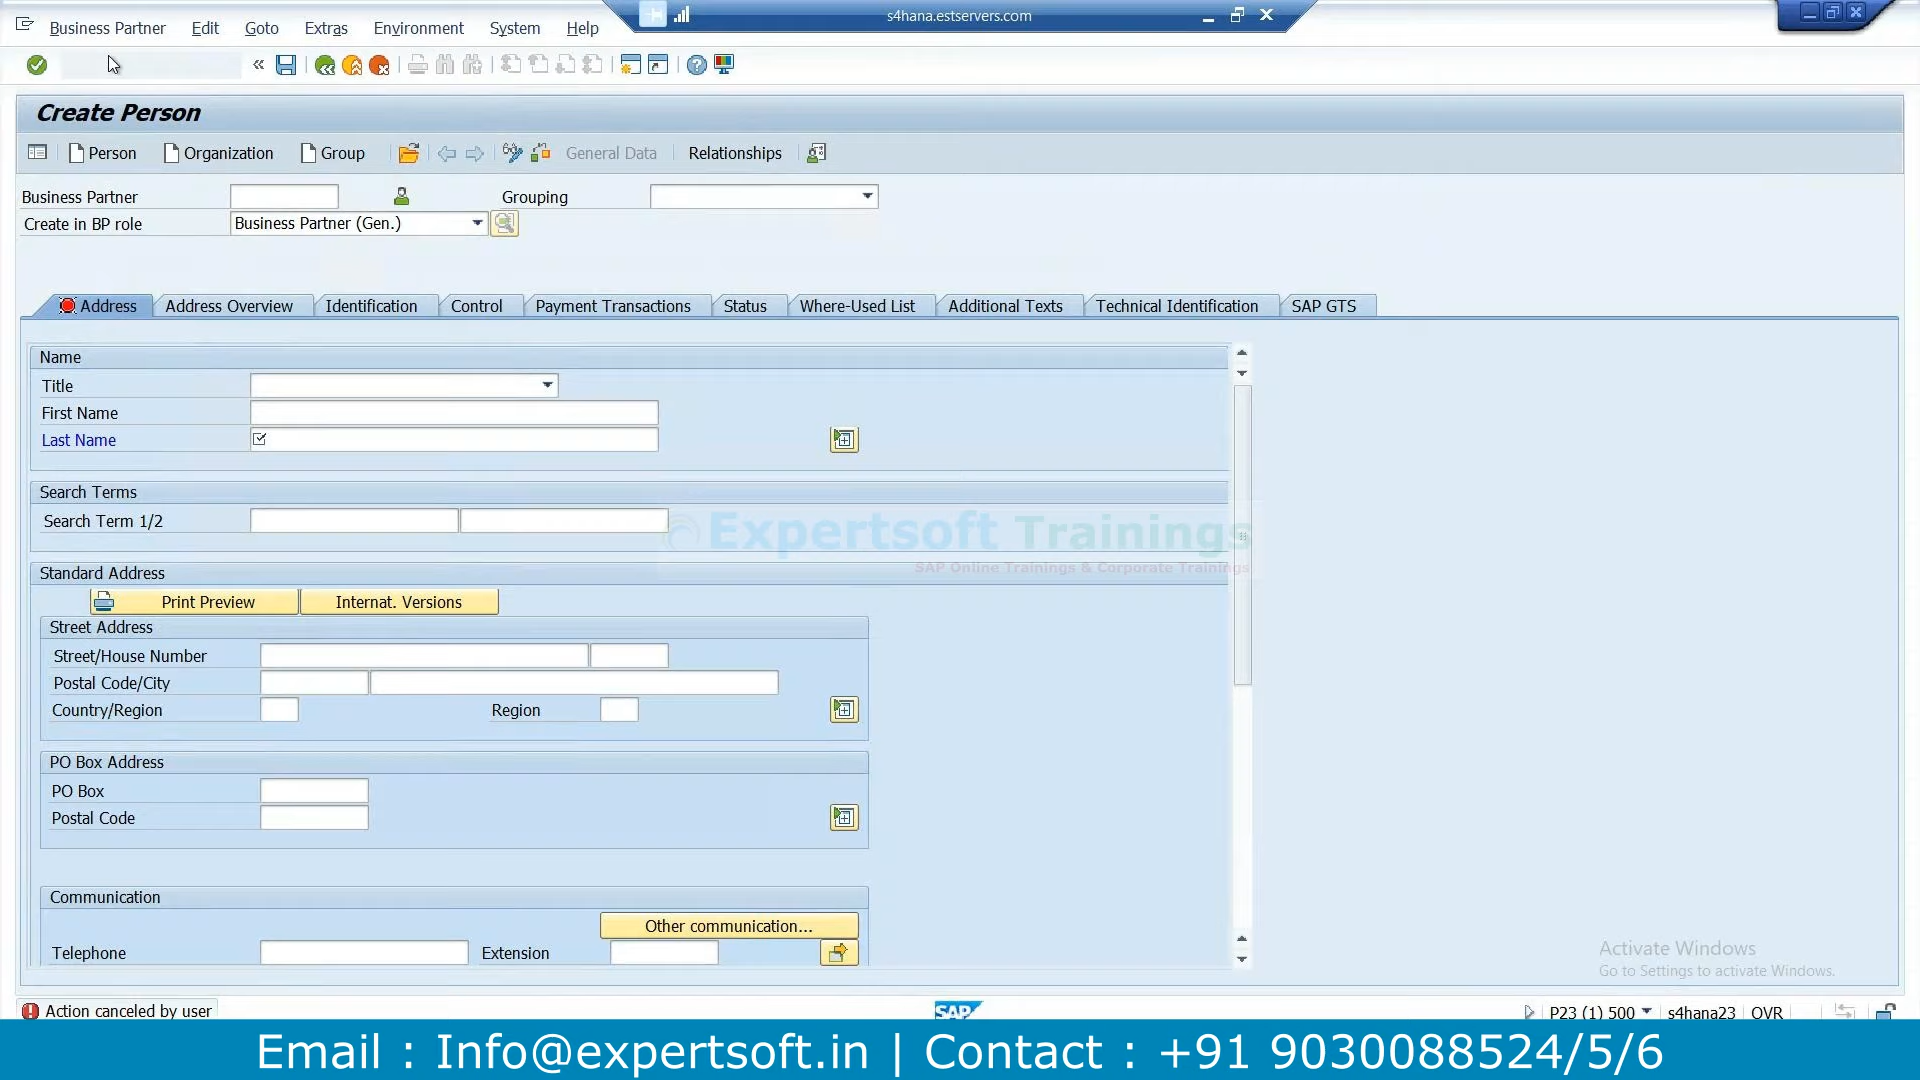 s4hana.estservers.com
Business Partner Edit Goto Extras Environment System Help
«
Create Person
Person Organization Group General Data Relationships
Business Partner Grouping
Create in BP role Business Partner (Gen.)
Address Address Overview Identification Control Payment Transactions Status Where-Used List Additional Texts Technical Identification SAP GTS
Name
Title
First Name
Last Name
Search Terms
Search Term 1/2
Expertsoft Trainings
SAP Online Trainings & Corporate Trainings
Standard Address
Print Preview Internat. Versions
Street Address
Street/House Number
Postal Code/City
Country/Region Region
PO Box Address
PO Box
Postal Code
Communication
Other communication...
Telephone Extension
Activate Windows
Go to Settings to activate Windows.
Action canceled by user SAP P23 (1) 500 s4hana23 OVR
Email : Info@expertsoft.in | Contact : +91 9030088524/5/6